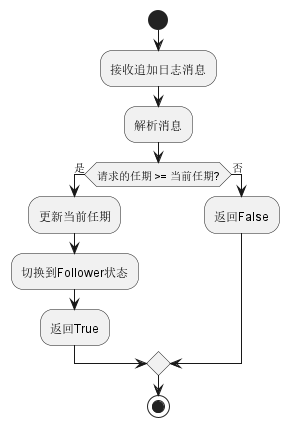 接收追加日志消息
解析消息
请求的任期 >= 当前任期?
是
否
更新当前任期
返回False
切换到Follower状态
返回True